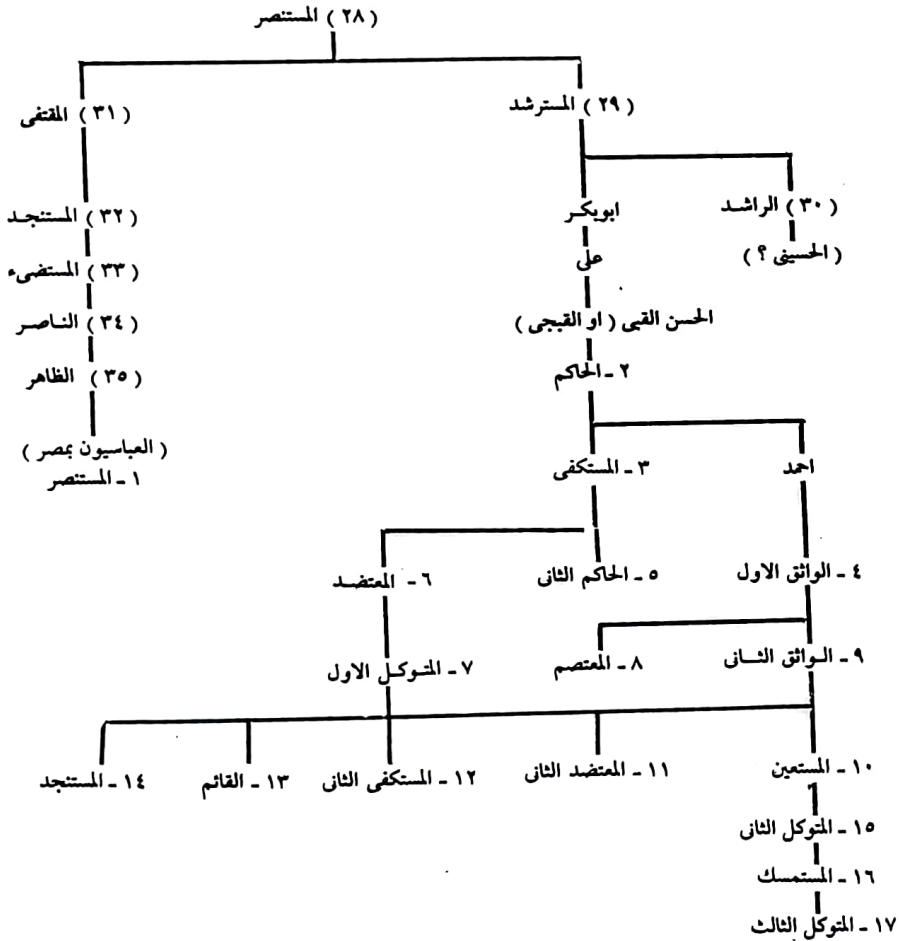 (٢٨) المستنصر
(٢٩) المسترشد
(٣١) المقتفى
(٣٠) الراشد
ابوبكر
(٣٢) المستنجد
(الحسينى ؟)
على
(٣٣) المستضىء
الحسن القبى (او القبجى)
(٣٤) الناصر
٢ ـ الحاكم
(٣٥) الظاهر
(العباسيون بمصر)
١ ـ المستنصر
احمد
٣ ـ المستكفى
٤ ـ الواثق الاول
٥ ـ الحاكم الثانى
٦ ـ المعتضد
٩ ـ الواثق الثانى
٨ ـ المعتصم
٧ ـ المتوكل الاول
١٠ ـ المستعين
١١ ـ المعتضد الثانى
١٢ ـ المستكفى الثانى
١٣ ـ القائم
١٤ ـ المستنجد
١٥ ـ المتوكل الثانى
١٦ ـ المستمسك
١٧ ـ المتوكل الثالث